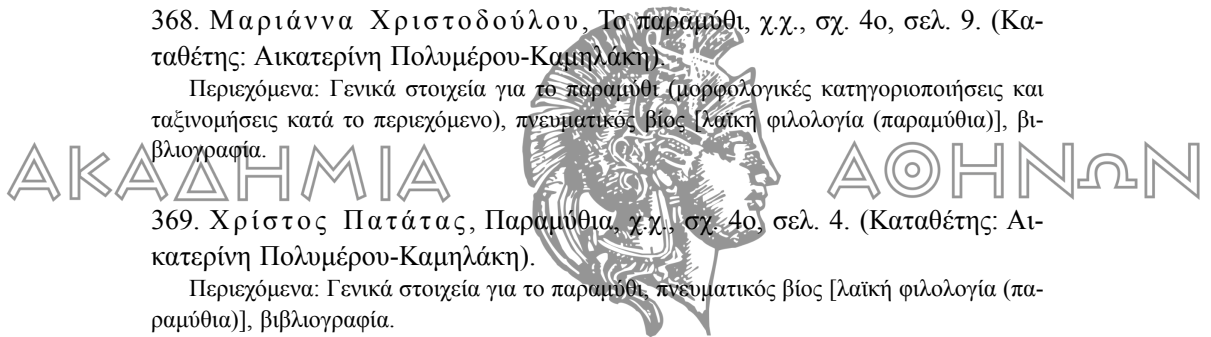 368. Μαριάννα Χριστοδούλου, Το παραμύθι, χ.χ., σχ. 4ο, σελ. 9. (Κα-
ταθέτης: Αικατερίνη Πολυμέρου-Καμηλάκη).
Περιεχόμενα: Γενικά στοιχεία για το παραμύθι (μορφολογικές κατηγοριοποιήσεις και
ταξινομήσεις κατά το περιεχόμενο), πνευματικός βίος [λαϊκή φιλολογία (παραμύθια)], βι-
βλιογραφία.
ΑΚΑΔΗΜΙΑ ΑΘΗΝΩΝ
369. Χρίστος Πατάτας, Παραμύθια, χ.χ., σχ. 4ο, σελ. 4. (Καταθέτης: Αι-
κατερίνη Πολυμέρου-Καμηλάκη).
Περιεχόμενα: Γενικά στοιχεία για το παραμύθι, πνευματικός βίος [λαϊκή φιλολογία (πα-
ραμύθια)], βιβλιογραφία.